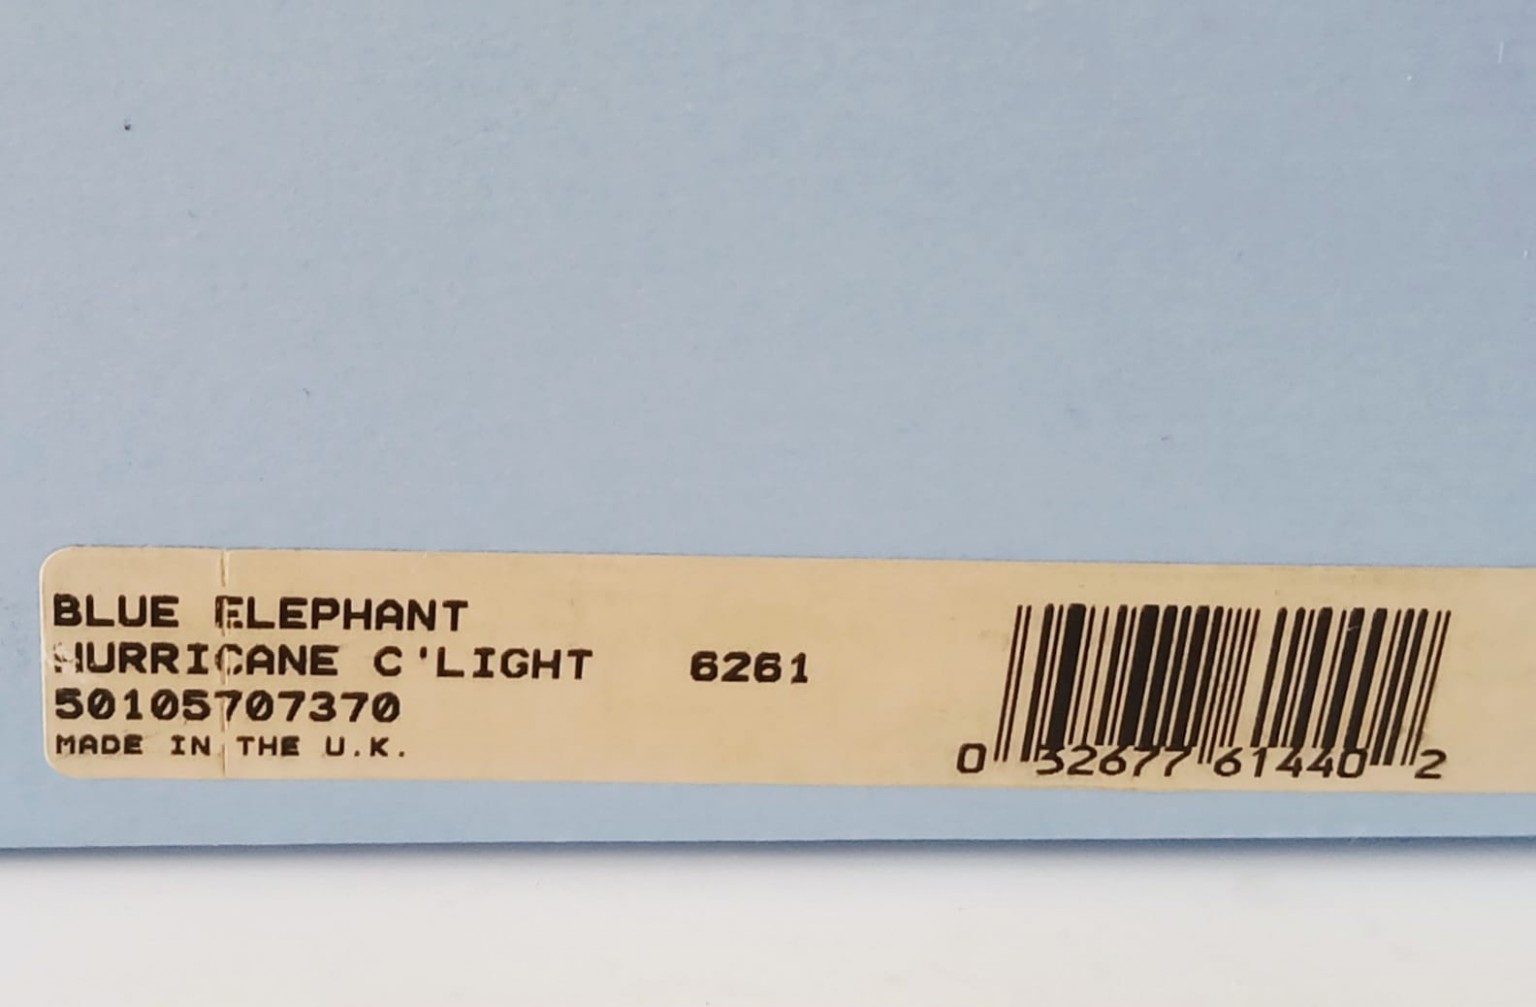 BLUE ELEPHANT
HURRICANE C'LIGHT 6261
50105707370
MADE IN THE U.K.
0 32677 61440 2